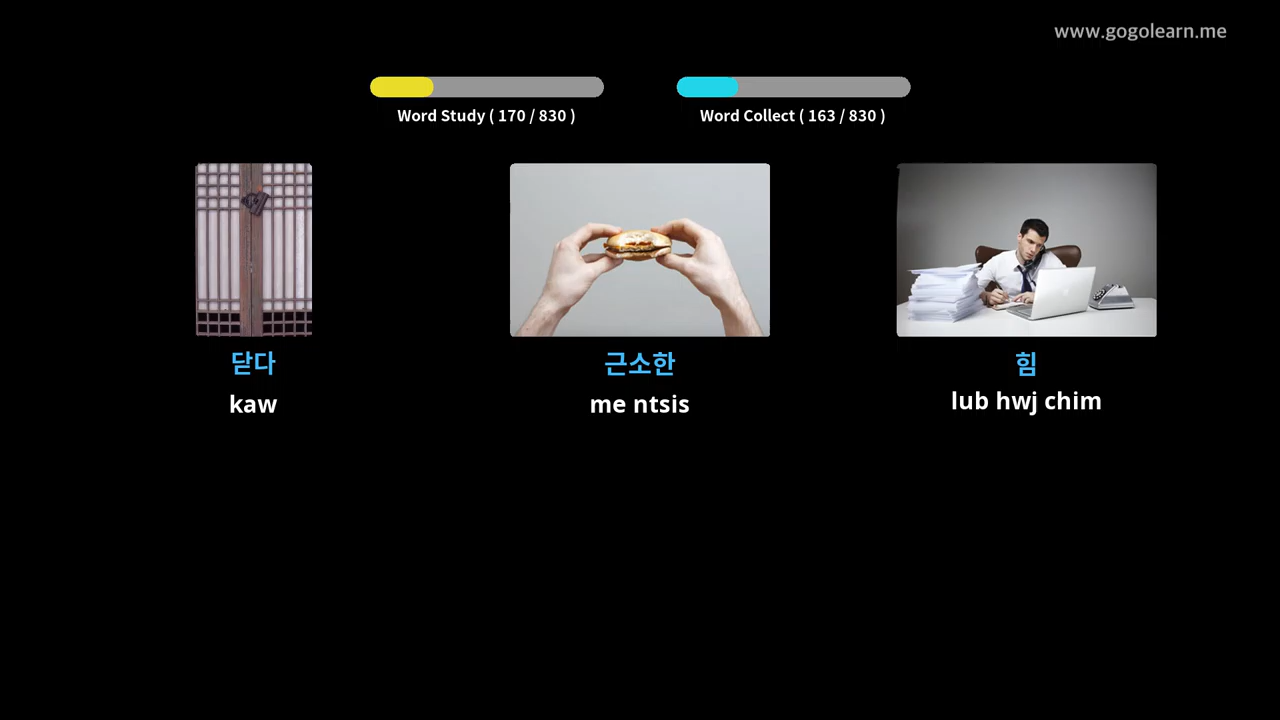 www.gogolearn.me
Word Study ( 170 / 830 )
Word Collect ( 163 / 830 )
닫다
근소한
힘
kaw
me ntsis
lub hwj chim